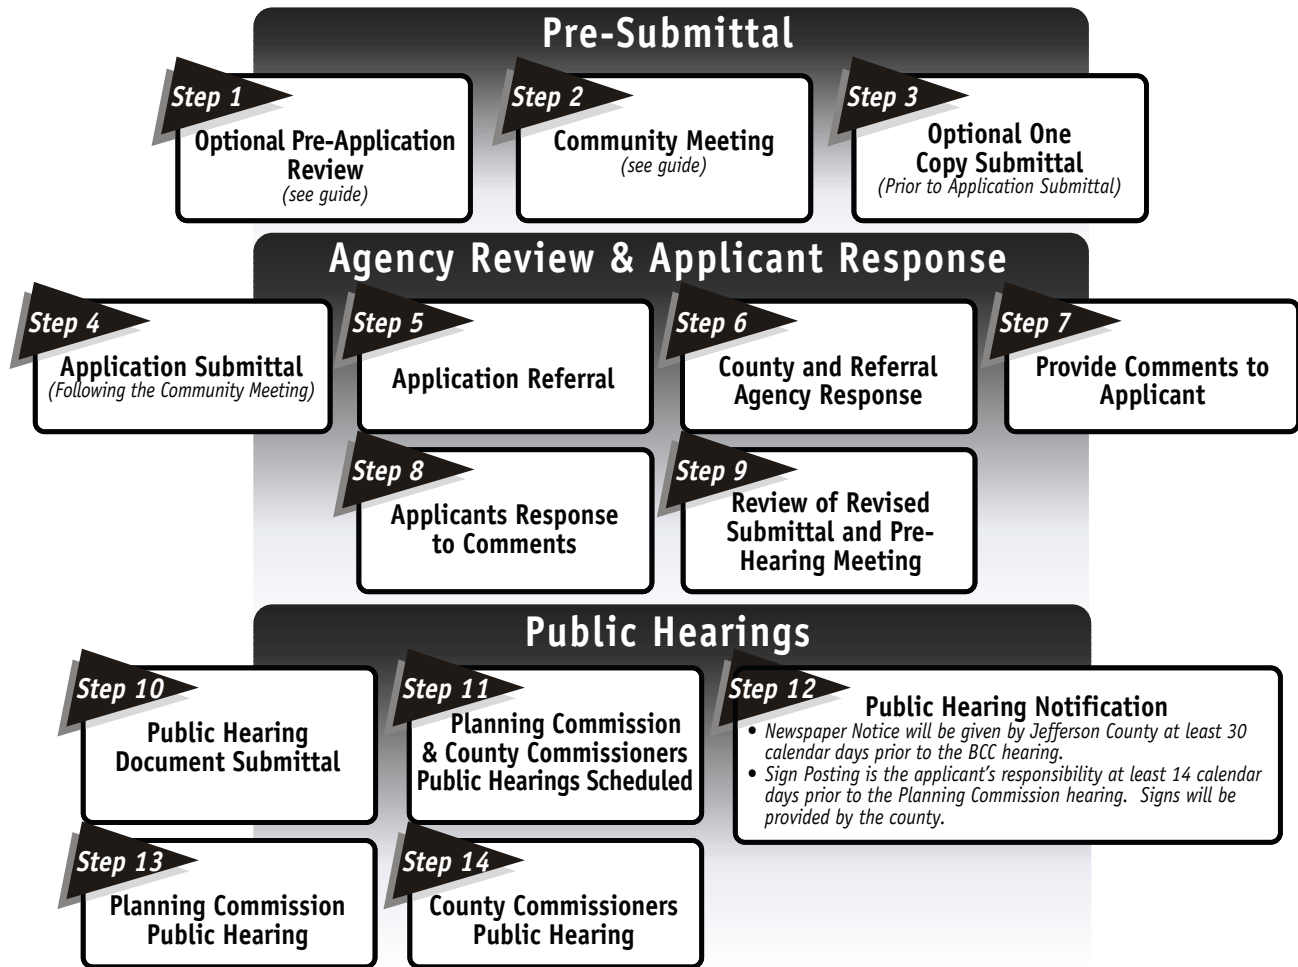 Pre-Submittal
Step 1
Optional Pre-Application
Review
(see guide)
Step 2
Community Meeting
(see guide)
Step 3
Optional One
Copy Submittal
(Prior to Application Submittal)
Agency Review & Applicant Response
Step 4
Application Submittal
(Following the Community Meeting)
Step 5
Application Referral
Step 6
County and Referral
Agency Response
Step 7
Provide Comments to
Applicant
Step 8
Applicants Response
to Comments
Step 9
Review of Revised
Submittal and Pre-
Hearing Meeting
Public Hearings
Step 10
Public Hearing
Document Submittal
Step 11
Planning Commission
& County Commissioners
Public Hearings Scheduled
Step 12
Public Hearing Notification
• Newspaper Notice will be given by Jefferson County at least 30
calendar days prior to the BCC hearing.
• Sign Posting is the applicant's responsibility at least 14 calendar
days prior to the Planning Commission hearing. Signs will be
provided by the county.
Step 13
Planning Commission
Public Hearing
Step 14
County Commissioners
Public Hearing